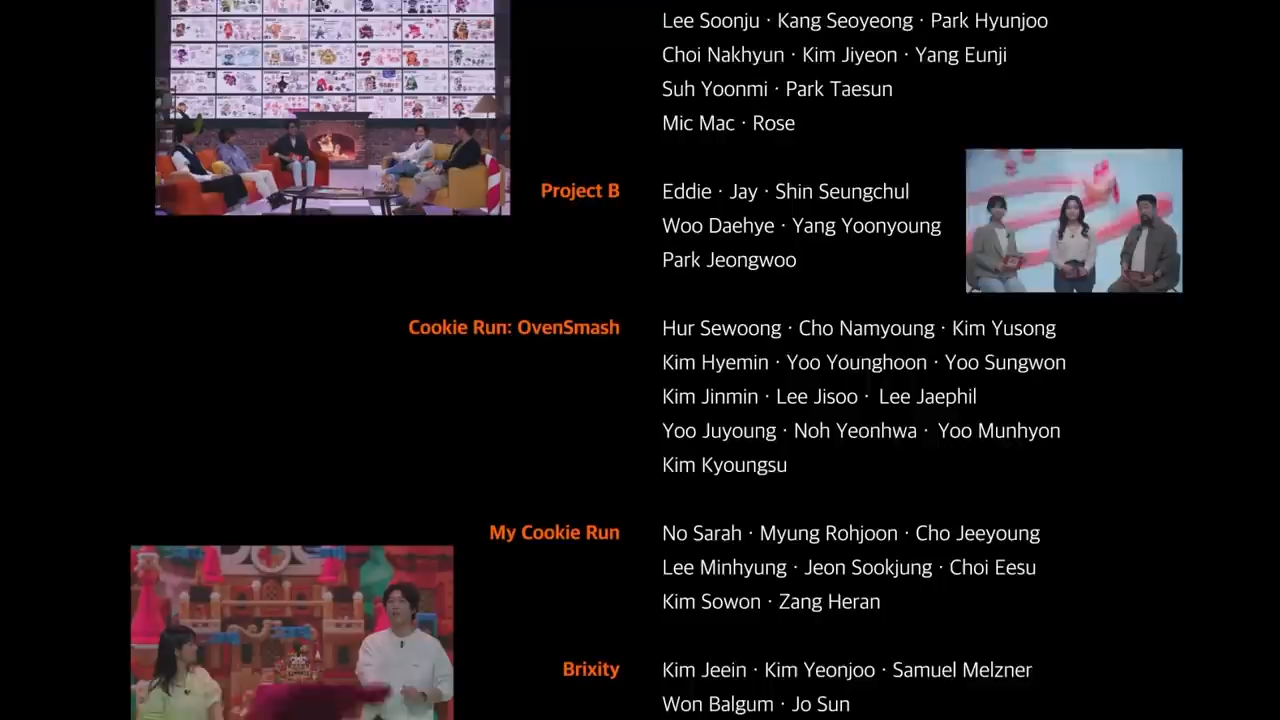 Lee Soonju · Kang Seoyeong · Park Hyunjoo
Choi Nakhyun · Kim Jiyeon · Yang Eunji
Suh Yoonmi · Park Taesun
Mic Mac · Rose
Project B Eddie · Jay · Shin Seungchul
Woo Daehye · Yang Yoonyoung
Park Jeongwoo
Cookie Run: OvenSmash Hur Sewoong · Cho Namyoung · Kim Yusong
Kim Hyemin · Yoo Younghoon · Yoo Sungwon
Kim Jinmin · Lee Jisoo · Lee Jaephil
Yoo Juyoung · Noh Yeonhwa · Yoo Munhyon
Kim Kyoungsu
My Cookie Run No Sarah · Myung Rohjoon · Cho Jeeyoung
Lee Minhyung · Jeon Sookjung · Choi Eesu
Kim Sowon · Zang Heran
Brixity Kim Jeein · Kim Yeonjoo · Samuel Melzner
Won Balgum · Jo Sun